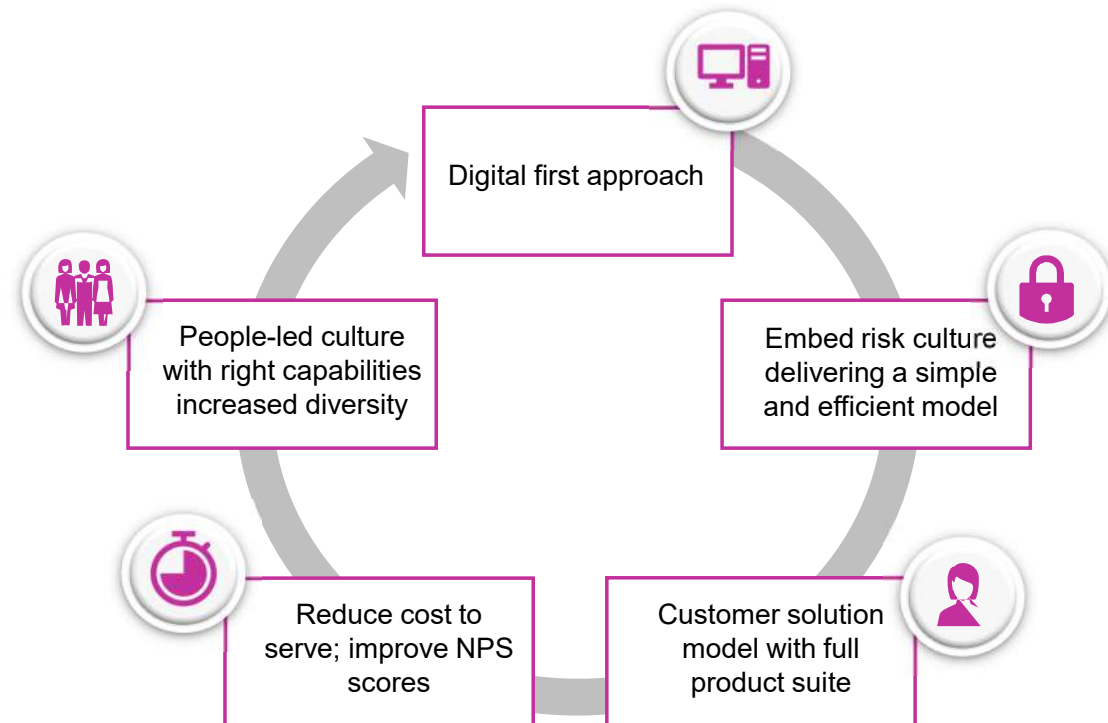 Digital first approach
Embed risk culture
delivering a simple
and efficient model
Customer solution
model with full
product suite
Reduce cost to
serve; improve NPS
scores
People-led culture
with right capabilities
increased diversity